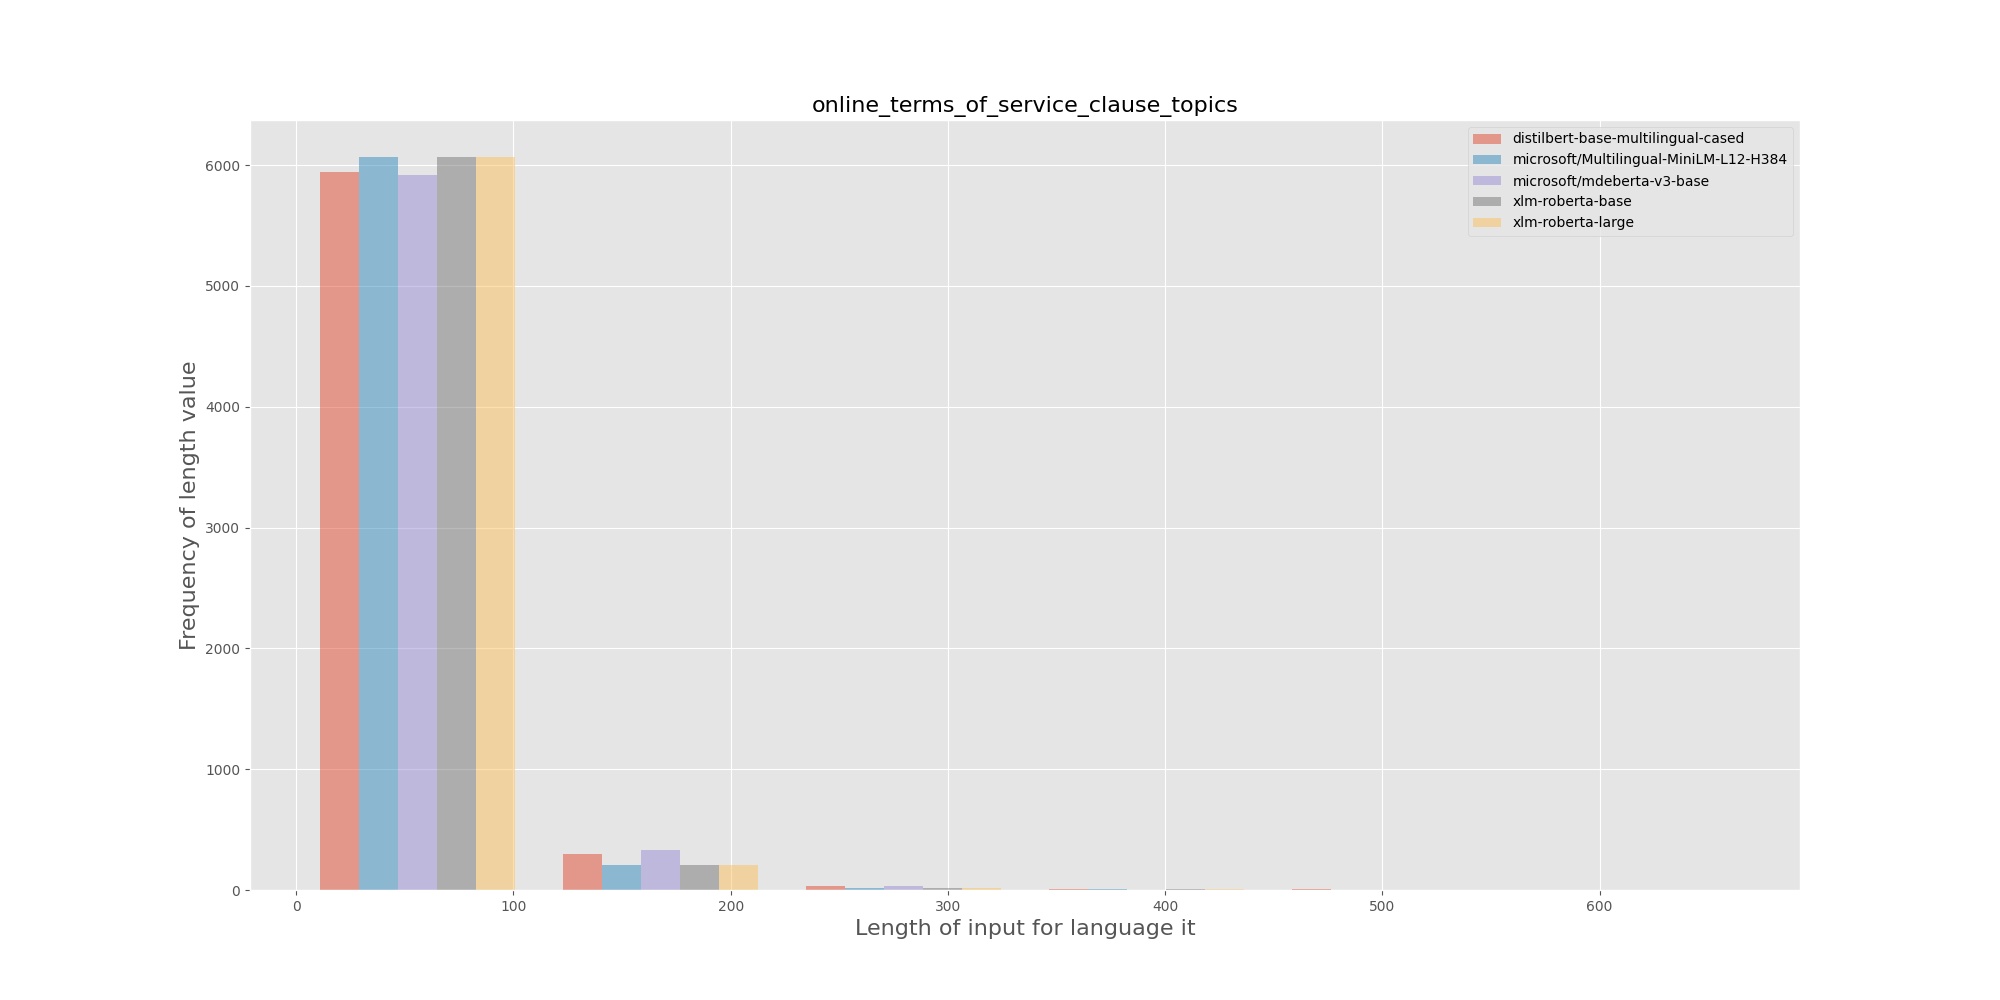 online_terms_of_service_clause_topics
distilbert-base-multilingual-cased
microsoft/Multilingual-MiniLM-L12-H384
microsoft/mdeberta-v3-base
xlm-roberta-base
xlm-roberta-large
Frequency of length value
6000
5000
4000
3000
2000
1000
0
0 100 200 300 400 500 600
Length of input for language it